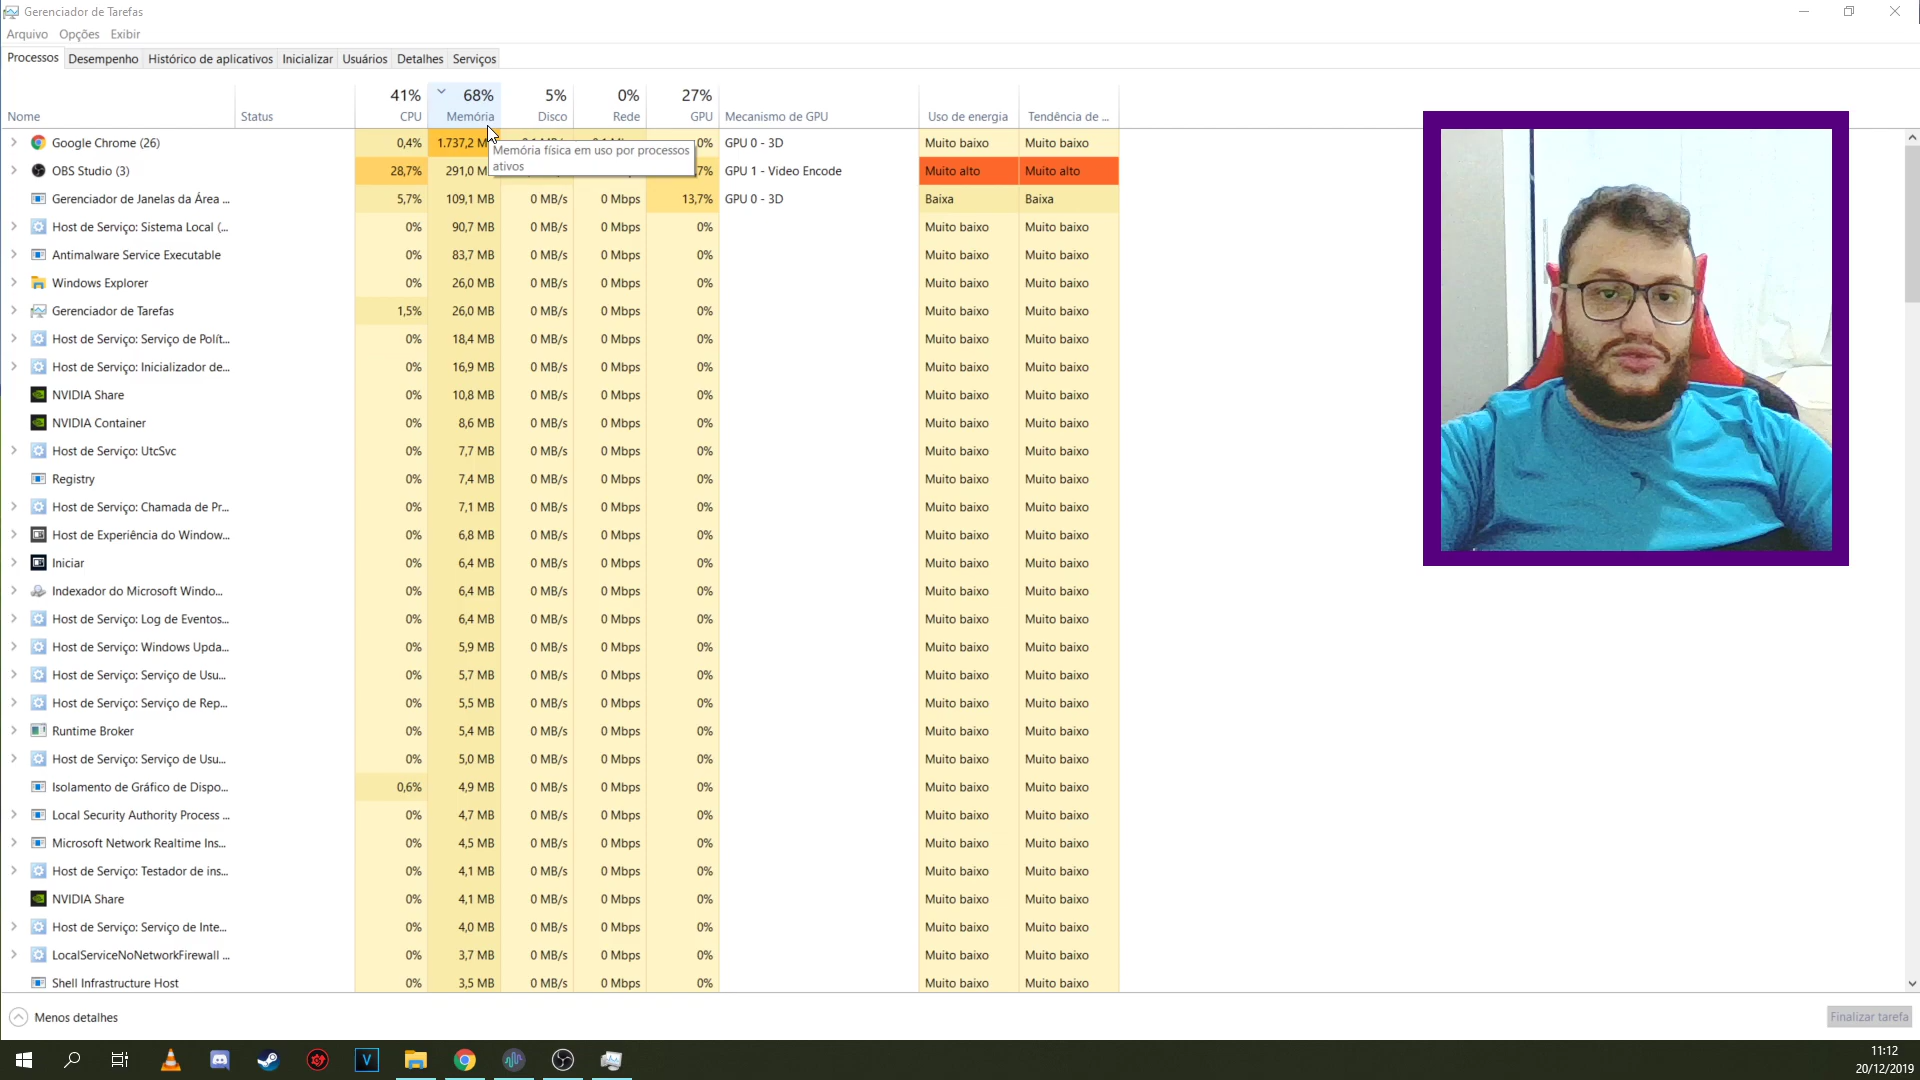 Gerenciador de Tarefas
Arquivo Opções Exibir
Processos Desempenho Histórico de aplicativos Inicializar Usuários Detalhes Serviços
41% 68% 5% 0% 27%
Nome Status CPU Memória Disco Rede GPU Mecanismo de GPU Uso de energia Tendência de ...
Google Chrome (26) 0,4% 1.737,2 M 0% GPU 0 - 3D Muito baixo Muito baixo
Memória física em uso por processos
ativos
OBS Studio (3) 28,7% 291,0 M 7% GPU 1 - Video Encode Muito alto Muito alto
Gerenciador de Janelas da Área ... 5,7% 109,1 MB 0 MB/s 0 Mbps 13,7% GPU 0 - 3D Baixa Baixa
Host de Serviço: Sistema Local (... 0% 90,7 MB 0 MB/s 0 Mbps 0% Muito baixo Muito baixo
Antimalware Service Executable 0% 83,7 MB 0 MB/s 0 Mbps 0% Muito baixo Muito baixo
Windows Explorer 0% 26,0 MB 0 MB/s 0 Mbps 0% Muito baixo Muito baixo
Gerenciador de Tarefas 1,5% 26,0 MB 0 MB/s 0 Mbps 0% Muito baixo Muito baixo
Host de Serviço: Serviço de Polít... 0% 18,4 MB 0 MB/s 0 Mbps 0% Muito baixo Muito baixo
Host de Serviço: Inicializador de... 0% 16,9 MB 0 MB/s 0 Mbps 0% Muito baixo Muito baixo
NVIDIA Share 0% 10,8 MB 0 MB/s 0 Mbps 0% Muito baixo Muito baixo
NVIDIA Container 0% 8,6 MB 0 MB/s 0 Mbps 0% Muito baixo Muito baixo
Host de Serviço: UtcSvc 0% 7,7 MB 0 MB/s 0 Mbps 0% Muito baixo Muito baixo
Registry 0% 7,4 MB 0 MB/s 0 Mbps 0% Muito baixo Muito baixo
Host de Serviço: Chamada de Pr... 0% 7,1 MB 0 MB/s 0 Mbps 0% Muito baixo Muito baixo
Host de Experiência do Window... 0% 6,8 MB 0 MB/s 0 Mbps 0% Muito baixo Muito baixo
Iniciar 0% 6,4 MB 0 MB/s 0 Mbps 0% Muito baixo Muito baixo
Indexador do Microsoft Windo... 0% 6,4 MB 0 MB/s 0 Mbps 0% Muito baixo Muito baixo
Host de Serviço: Log de Eventos... 0% 6,4 MB 0 MB/s 0 Mbps 0% Muito baixo Muito baixo
Host de Serviço: Windows Upda... 0% 5,9 MB 0 MB/s 0 Mbps 0% Muito baixo Muito baixo
Host de Serviço: Serviço de Usu... 0% 5,7 MB 0 MB/s 0 Mbps 0% Muito baixo Muito baixo
Host de Serviço: Serviço de Rep... 0% 5,5 MB 0 MB/s 0 Mbps 0% Muito baixo Muito baixo
Runtime Broker 0% 5,4 MB 0 MB/s 0 Mbps 0% Muito baixo Muito baixo
Host de Serviço: Serviço de Usu... 0% 5,0 MB 0 MB/s 0 Mbps 0% Muito baixo Muito baixo
Isolamento de Gráfico de Dispo... 0,6% 4,9 MB 0 MB/s 0 Mbps 0% Muito baixo Muito baixo
Local Security Authority Process ... 0% 4,7 MB 0 MB/s 0 Mbps 0% Muito baixo Muito baixo
Microsoft Network Realtime Ins... 0% 4,5 MB 0 MB/s 0 Mbps 0% Muito baixo Muito baixo
Host de Serviço: Testador de ins... 0% 4,1 MB 0 MB/s 0 Mbps 0% Muito baixo Muito baixo
NVIDIA Share 0% 4,1 MB 0 MB/s 0 Mbps 0% Muito baixo Muito baixo
Host de Serviço: Serviço de Inte... 0% 4,0 MB 0 MB/s 0 Mbps 0% Muito baixo Muito baixo
LocalServiceNoNetworkFirewall ... 0% 3,7 MB 0 MB/s 0 Mbps 0% Muito baixo Muito baixo
Shell Infrastructure Host 0% 3,5 MB 0 MB/s 0 Mbps 0% Muito baixo Muito baixo
Menos detalhes Finalizar tarefa
V
11:12
20/12/2019